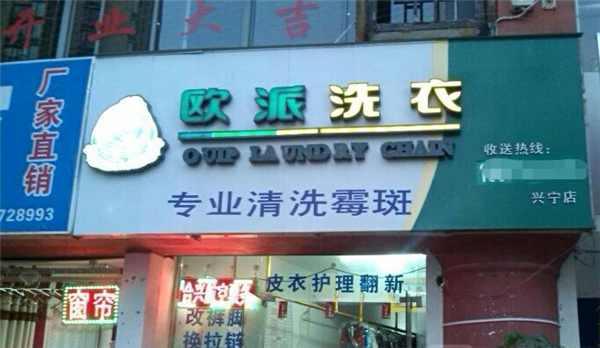 开业大吉
厂家直销
728993
欧派洗衣
OUIP LAUNDRY CHAIN
收送热线:
兴宁店
专业清洗霉斑
皮衣护理翻新
窗帘
改裤脚
换拉链